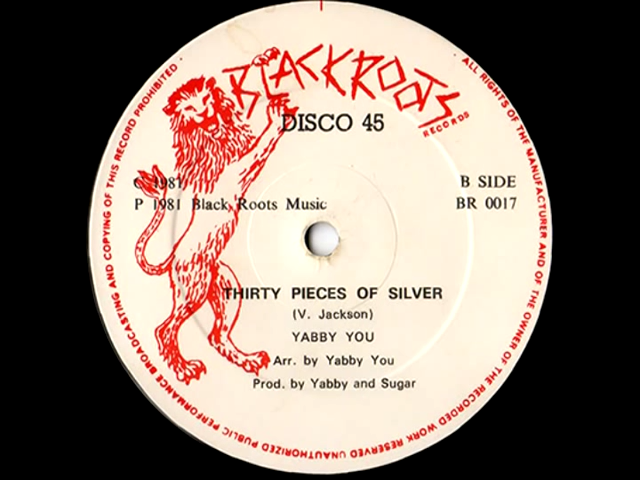 BLACKROOTS
RECORDS
DISCO 45
C 1981
P 1981 Black Roots Music
B SIDE
BR 0017
THIRTY PIECES OF SILVER
(V. Jackson)
YABBY YOU
Arr. by Yabby You
Prod. by Yabby and Sugar
ALL RIGHTS OF THE MANUFACTURER AND OF THE OWNER OF THE RECORDED WORK RESERVED UNAUTHORIZED PUBLIC PERFORMANCE BROADCASTING AND COPYING OF THIS RECORD PROHIBITED